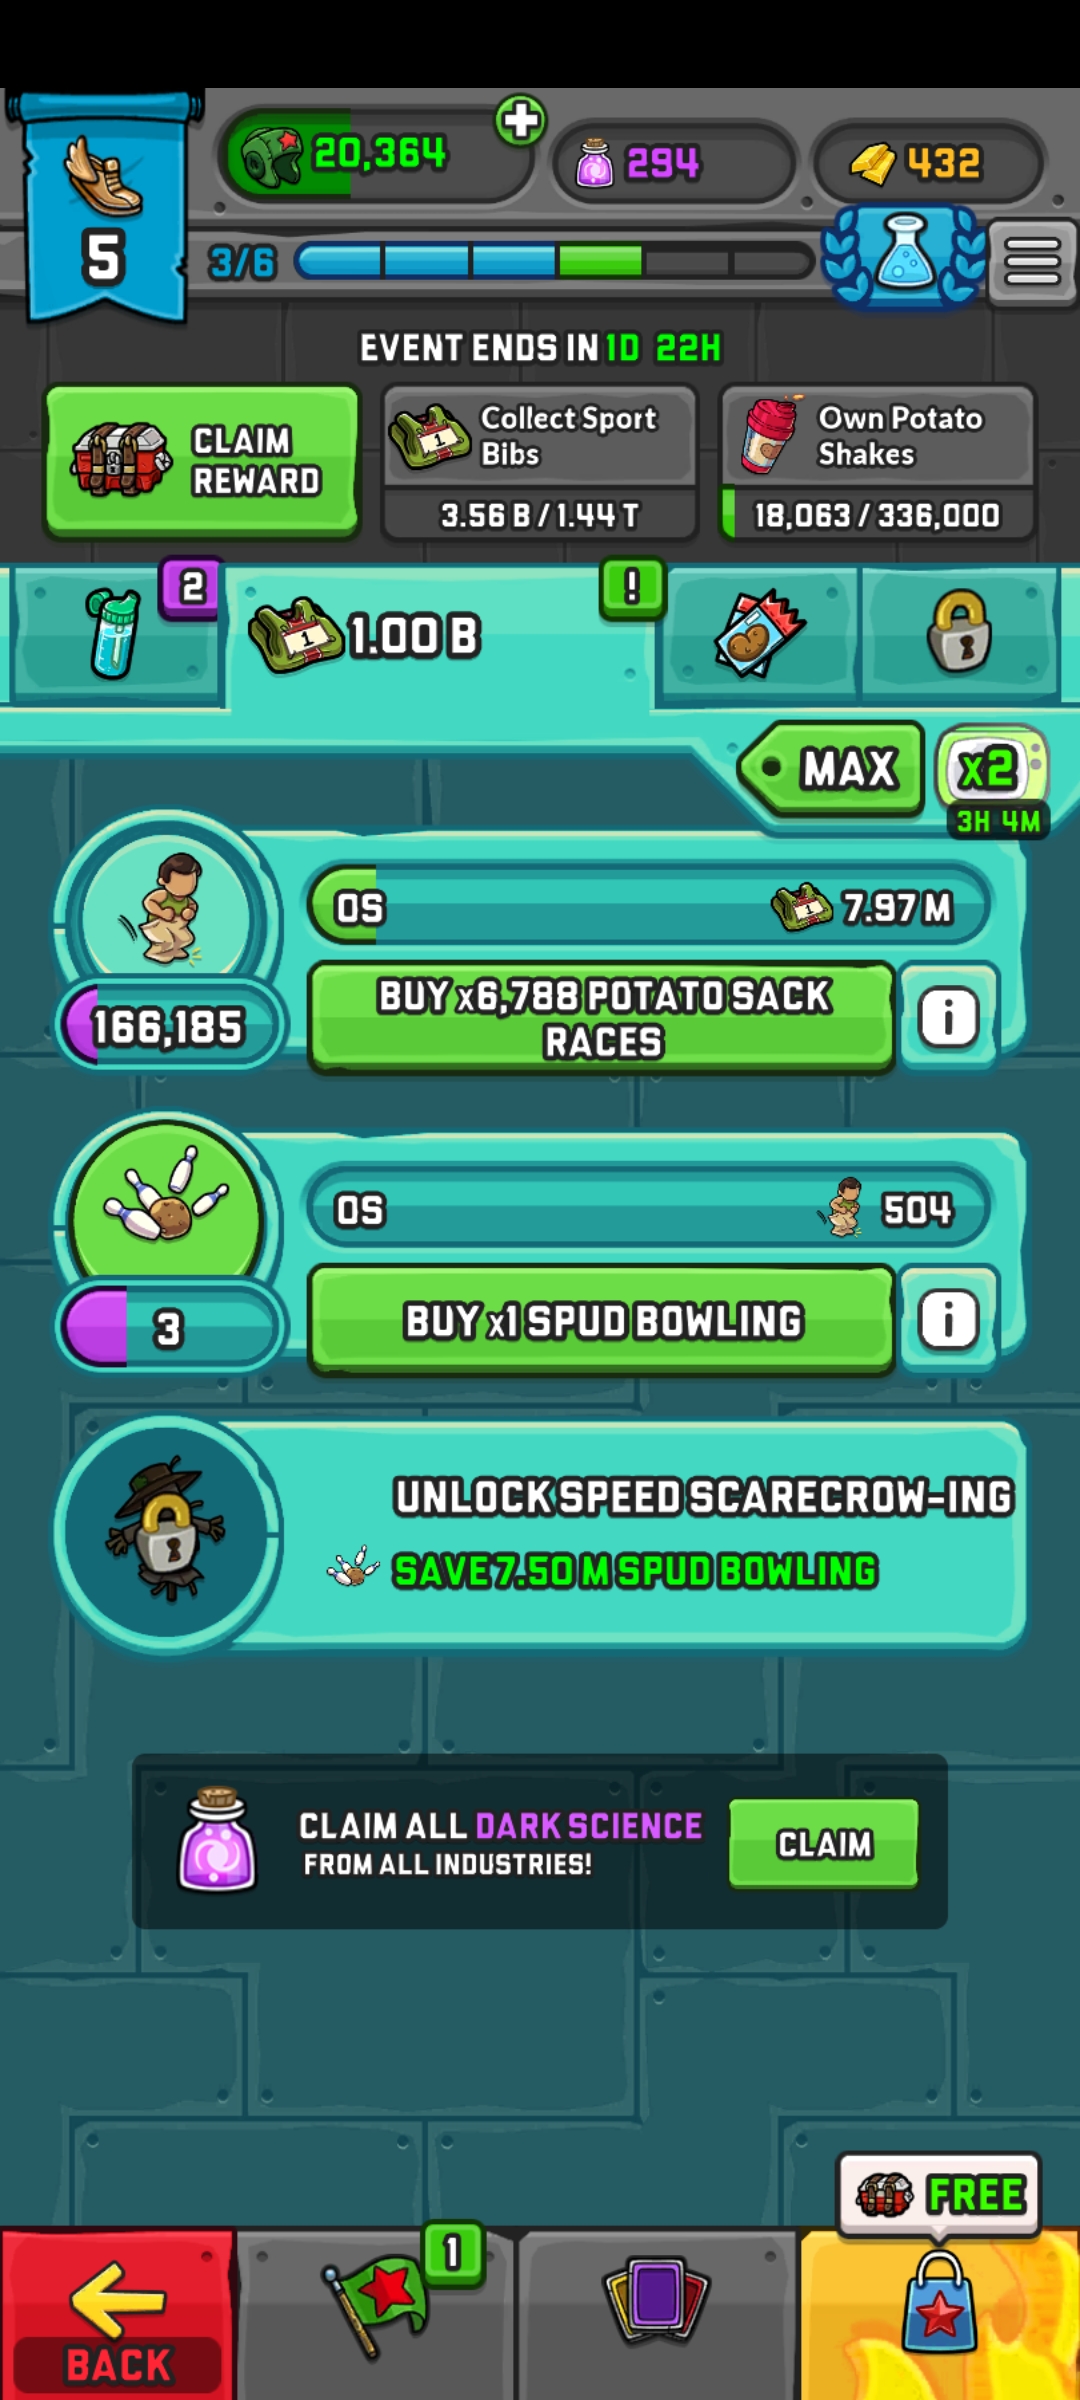 20,364
294
432
5
3/6
EVENT ENDS IN 1D 22H
CLAIM
REWARD
Collect Sport
Bibs
3.56 B / 1.44 T
Own Potato
Shakes
18,063 / 336,000
2
1
1.00 B
!
MAX
x2
3H 4M
0S
1
7.97 M
166,185
BUY x6,788 POTATO SACK
RACES
i
0S
504
3
BUY x1 SPUD BOWLING
i
UNLOCK SPEED SCARECROW-ING
SAVE 7.50 M SPUD BOWLING
CLAIM ALL DARK SCIENCE
FROM ALL INDUSTRIES!
CLAIM
FREE
1
BACK